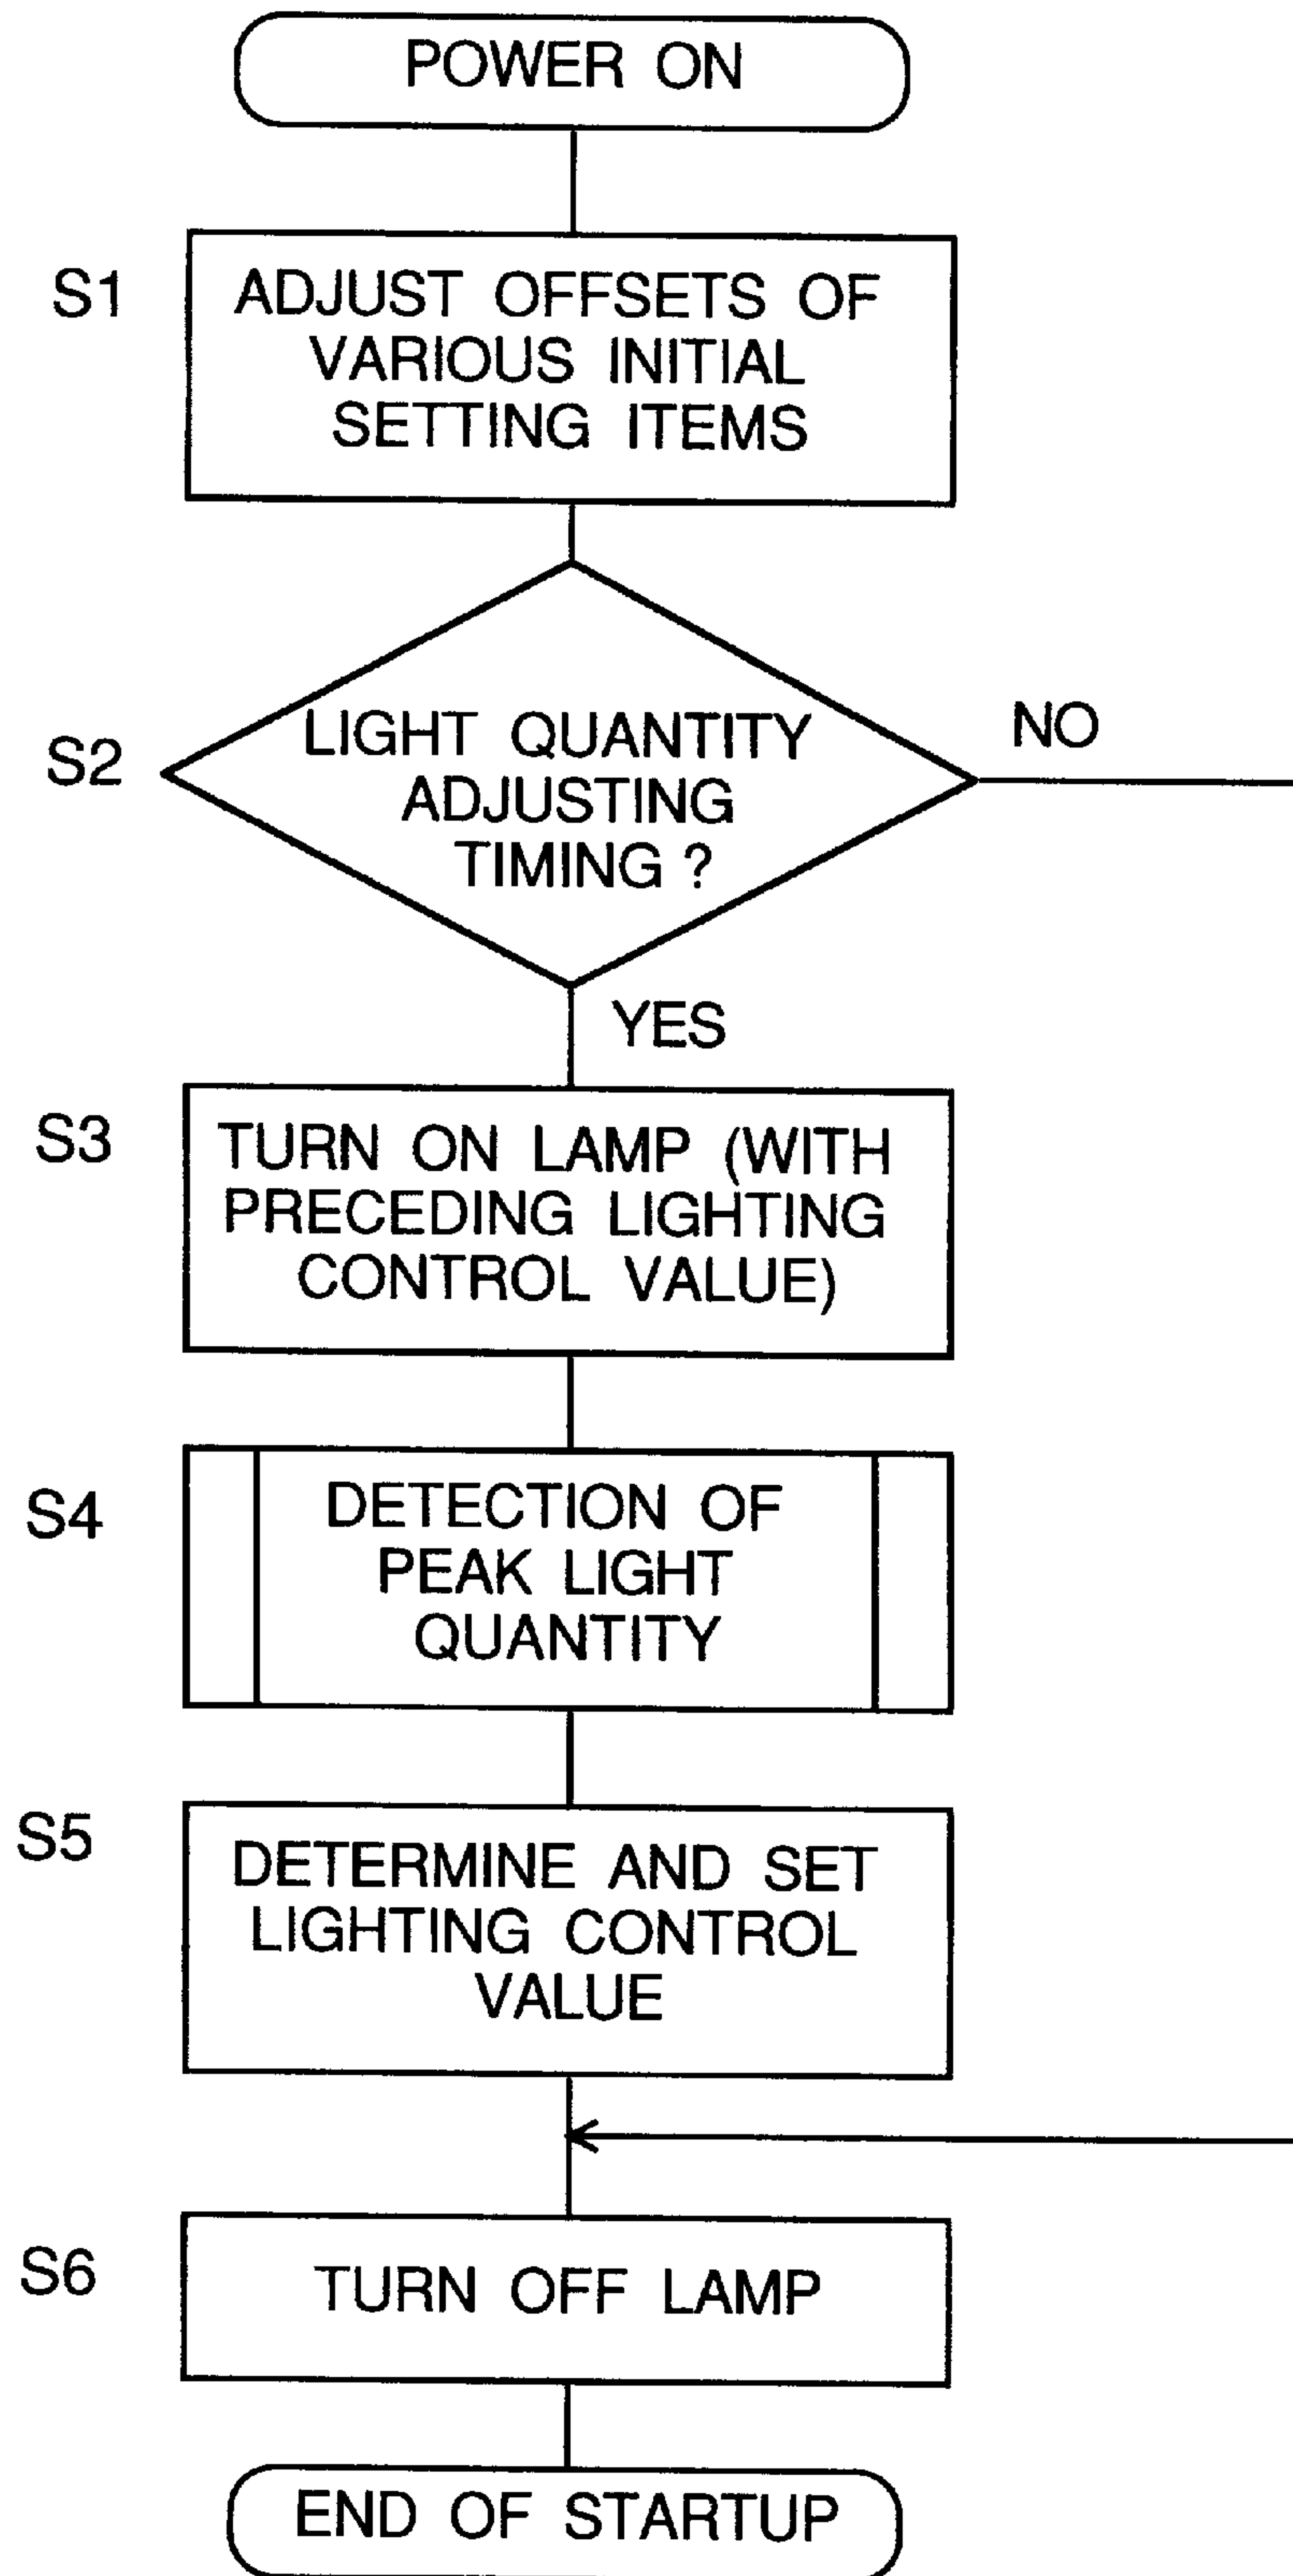 POWER ON
S1
ADJUST OFFSETS OF
VARIOUS INITIAL
SETTING ITEMS
S2
LIGHT QUANTITY
ADJUSTING
TIMING ?
NO
YES
S3
TURN ON LAMP (WITH
PRECEDING LIGHTING
CONTROL VALUE)
S4
DETECTION OF
PEAK LIGHT
QUANTITY
S5
DETERMINE AND SET
LIGHTING CONTROL
VALUE
S6
TURN OFF LAMP
END OF STARTUP